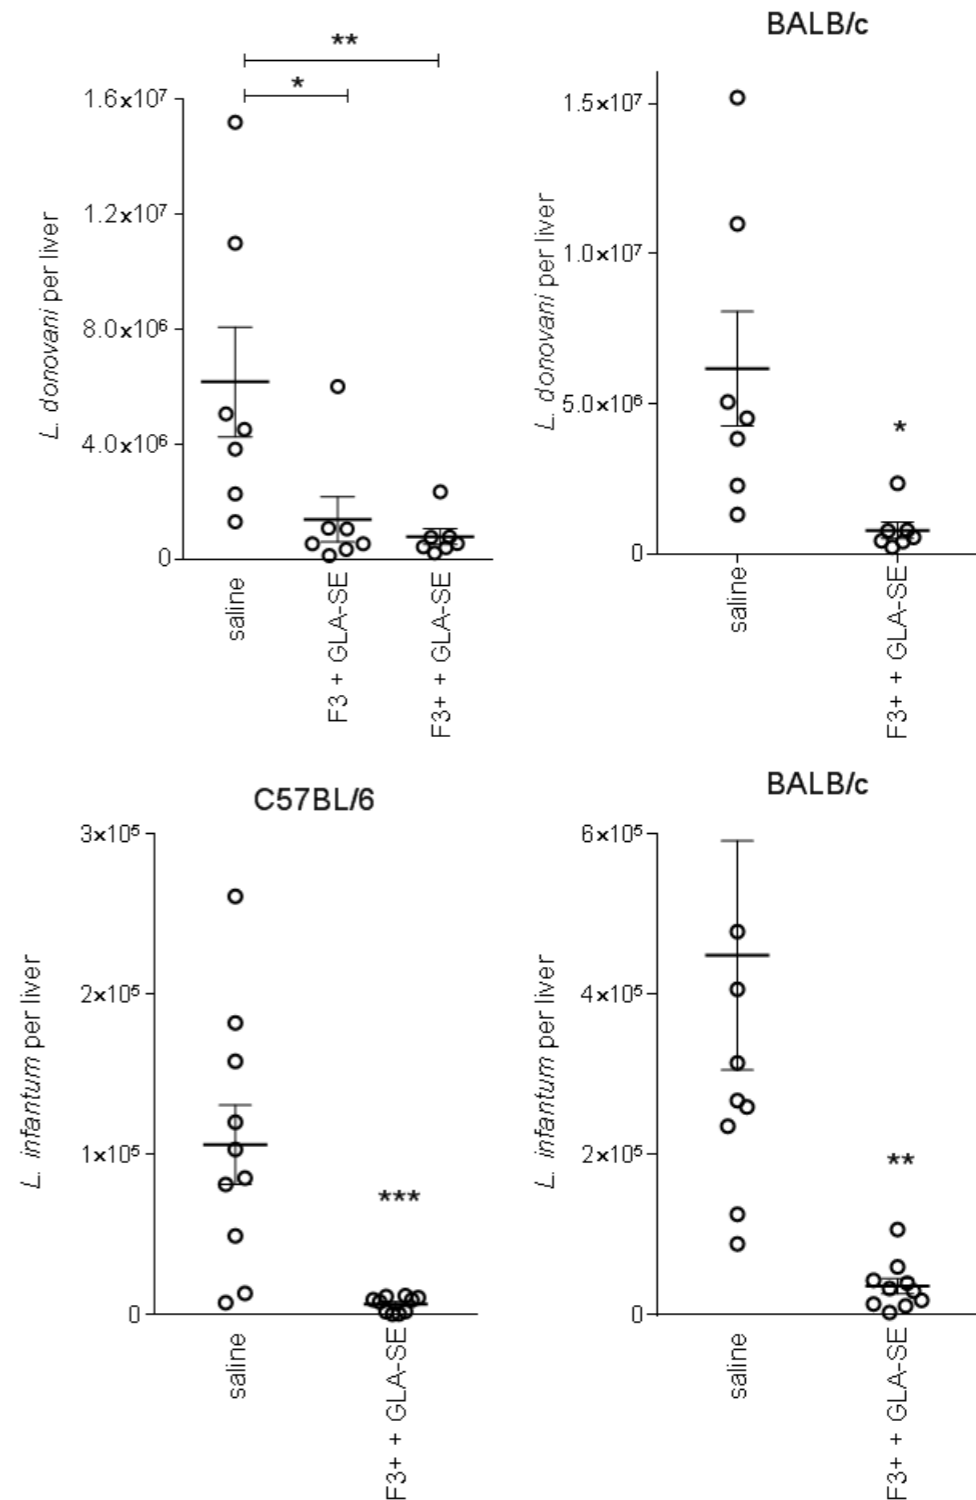 **
*
1.6x10⁷
1.2x10⁷
8.0x10⁶
4.0x10⁶
0
L. donovani per liver
saline
F3 + GLA-SE
F3+ + GLA-SE
BALB/c
1.5x10⁷
1.0x10⁷
5.0x10⁶
0
L. donovani per liver
*
saline
F3+ + GLA-SE
C57BL/6
3x10⁵
2x10⁵
1x10⁵
0
L. infantum per liver
***
saline
F3+ + GLA-SE
BALB/c
6x10⁵
4x10⁵
2x10⁵
0
L. infantum per liver
**
saline
F3+ + GLA-SE